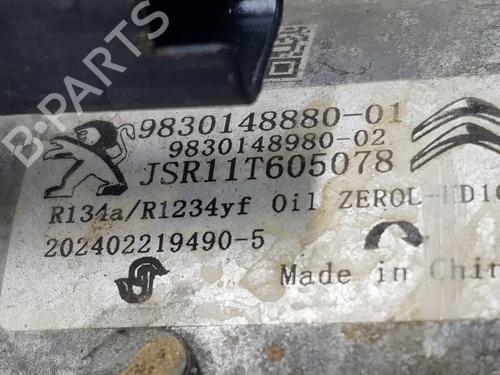 9830148880-01
9830148980-02
JSR11T605078
R134a/R1234yf Oil ZEROL-HD10
202402219490-5
Made in Chin
B-PARTS